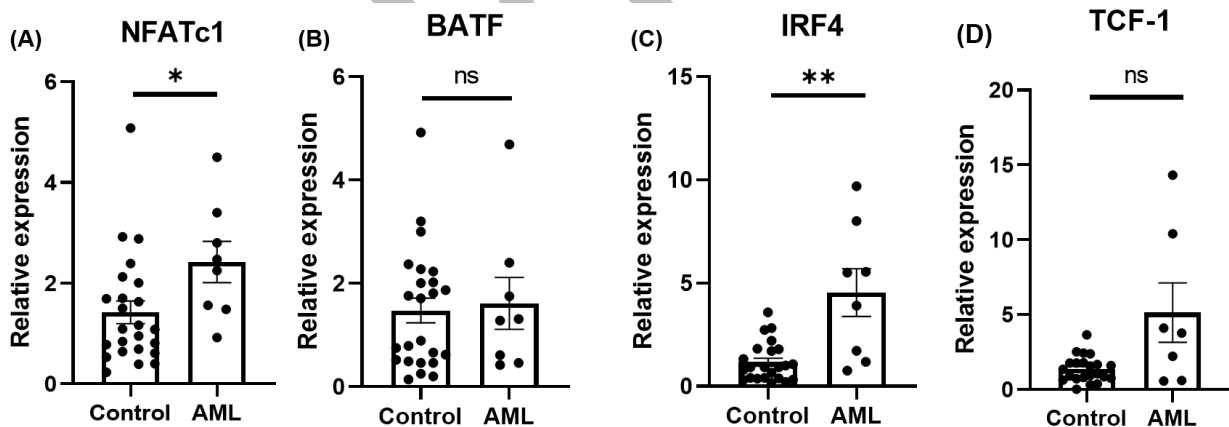 (A)
NFATc1
*
Relative expression
6
4
2
0
Control AML
(B)
BATF
ns
Relative expression
6
4
2
0
Control AML
(C)
IRF4
**
Relative expression
15
10
5
0
Control AML
(D)
TCF-1
ns
Relative expression
20
15
10
5
0
Control AML